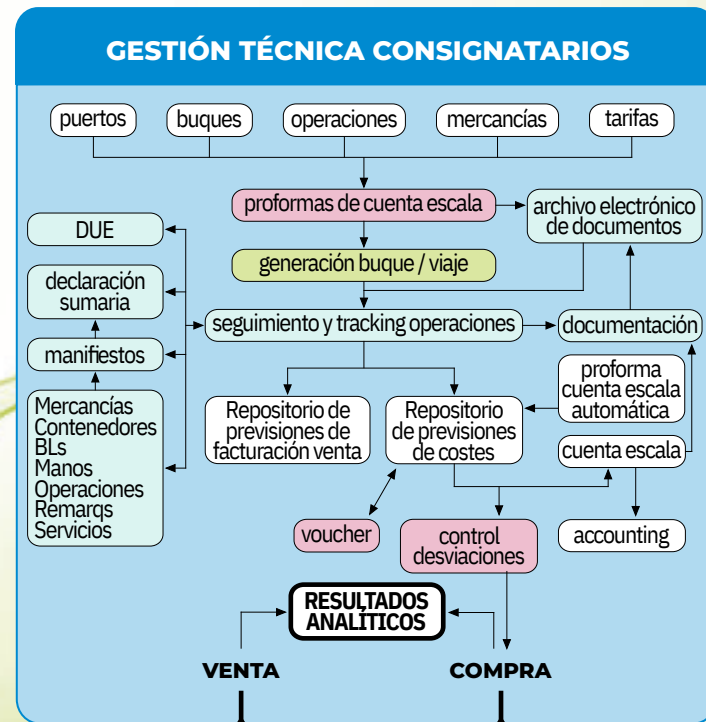 GESTIÓN TÉCNICA CONSIGNATARIOS
puertos
buques
operaciones
mercancías
tarifas
proformas de cuenta escala
archivo electrónico
de documentos
DUE
generación buque / viaje
declaración
sumaria
seguimiento y tracking operaciones
documentación
manifiestos
proforma
cuenta escala
automática
Mercancías
Contenedores
BLs
Manos
Operaciones
Remarqs
Servicios
Repositorio de
previsiones de
facturación venta
Repositorio
de previsiones
de costes
cuenta escala
voucher
control
desviaciones
accounting
RESULTADOS
ANALÍTICOS
VENTA
COMPRA